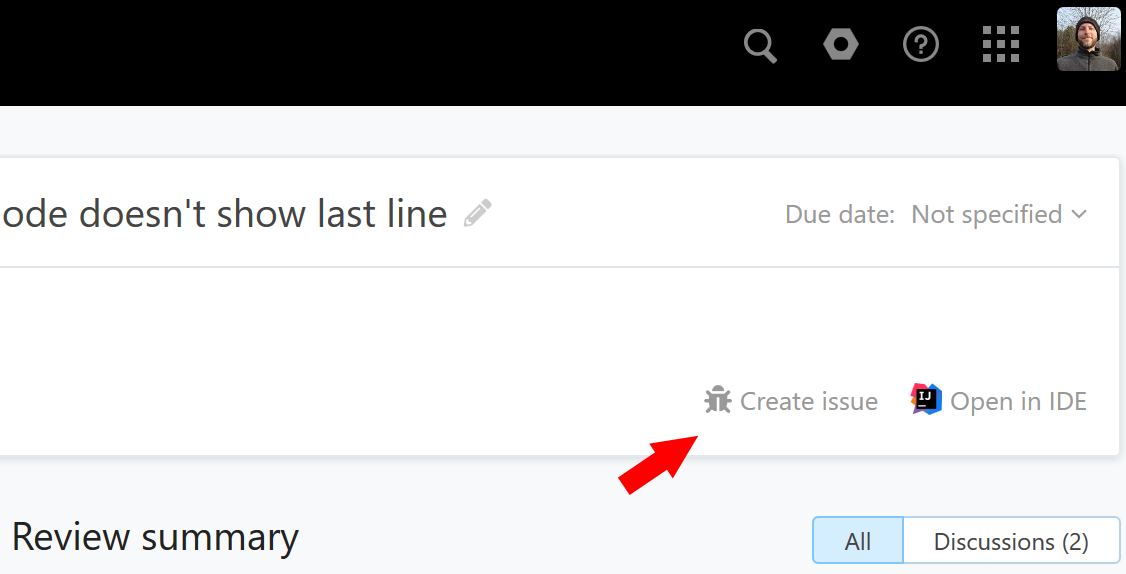 ode doesn't show last line
Due date: Not specified
Create issue
IJ Open in IDE
Review summary
All
Discussions (2)